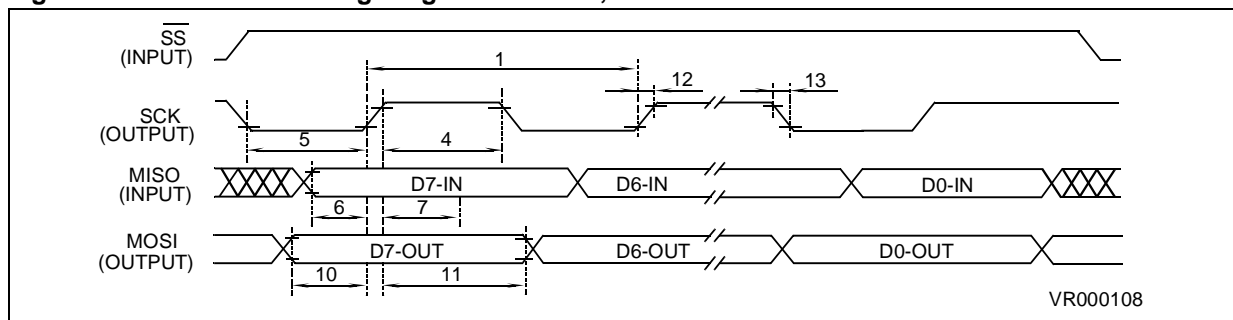 SS
(INPUT)
1
12
13
SCK
(OUTPUT)
5
4
MISO
(INPUT)
D7-IN
D6-IN
D0-IN
6
7
MOSI
(OUTPUT)
D7-OUT
D6-OUT
D0-OUT
10
11
VR000108